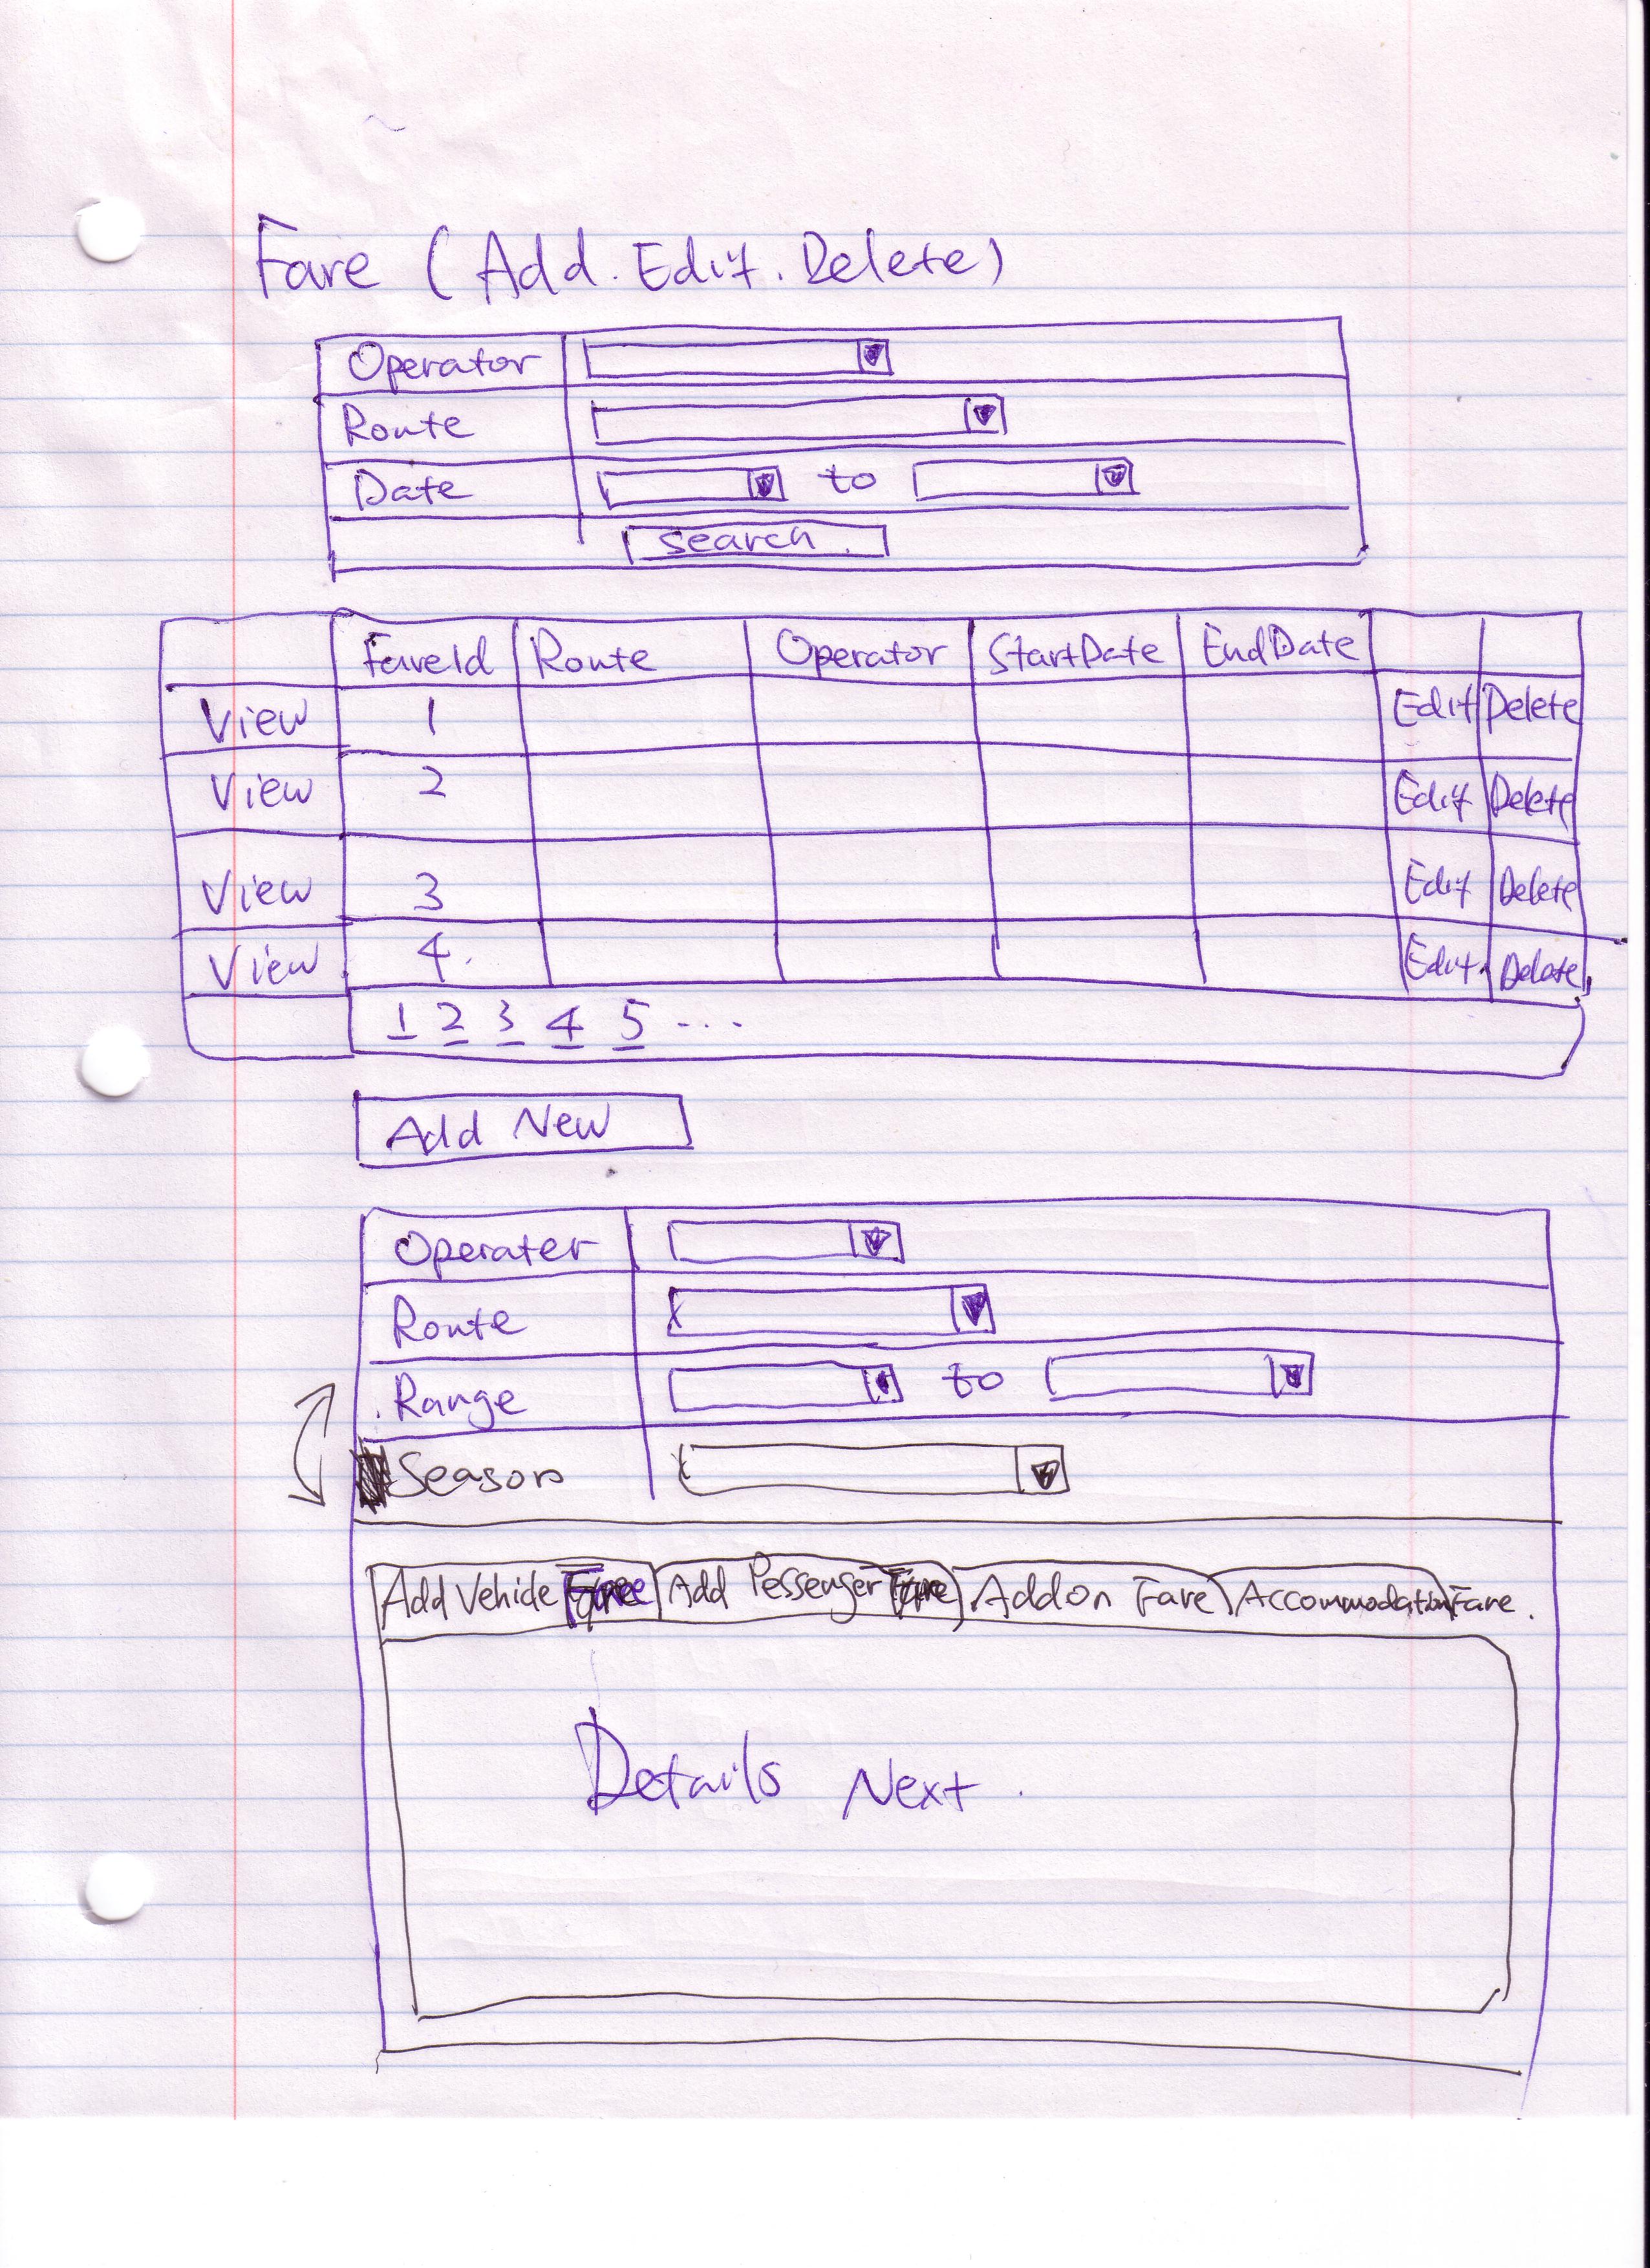 Fare (Add. Edit. Delete)
Operator
Route
Date to
search.
FareId Route Operator StartDate EndDate
View 1 Edit Delete
View 2 Edit Delete
View 3 Edit Delete
View 4. Edit. Delete
1 2 3 4 5 ...
Add New
Operater
Route
Range to
Season
Add Vehicle Fare Add Pessenger Fare Addon Fare Accommodation Fare.
Details Next.